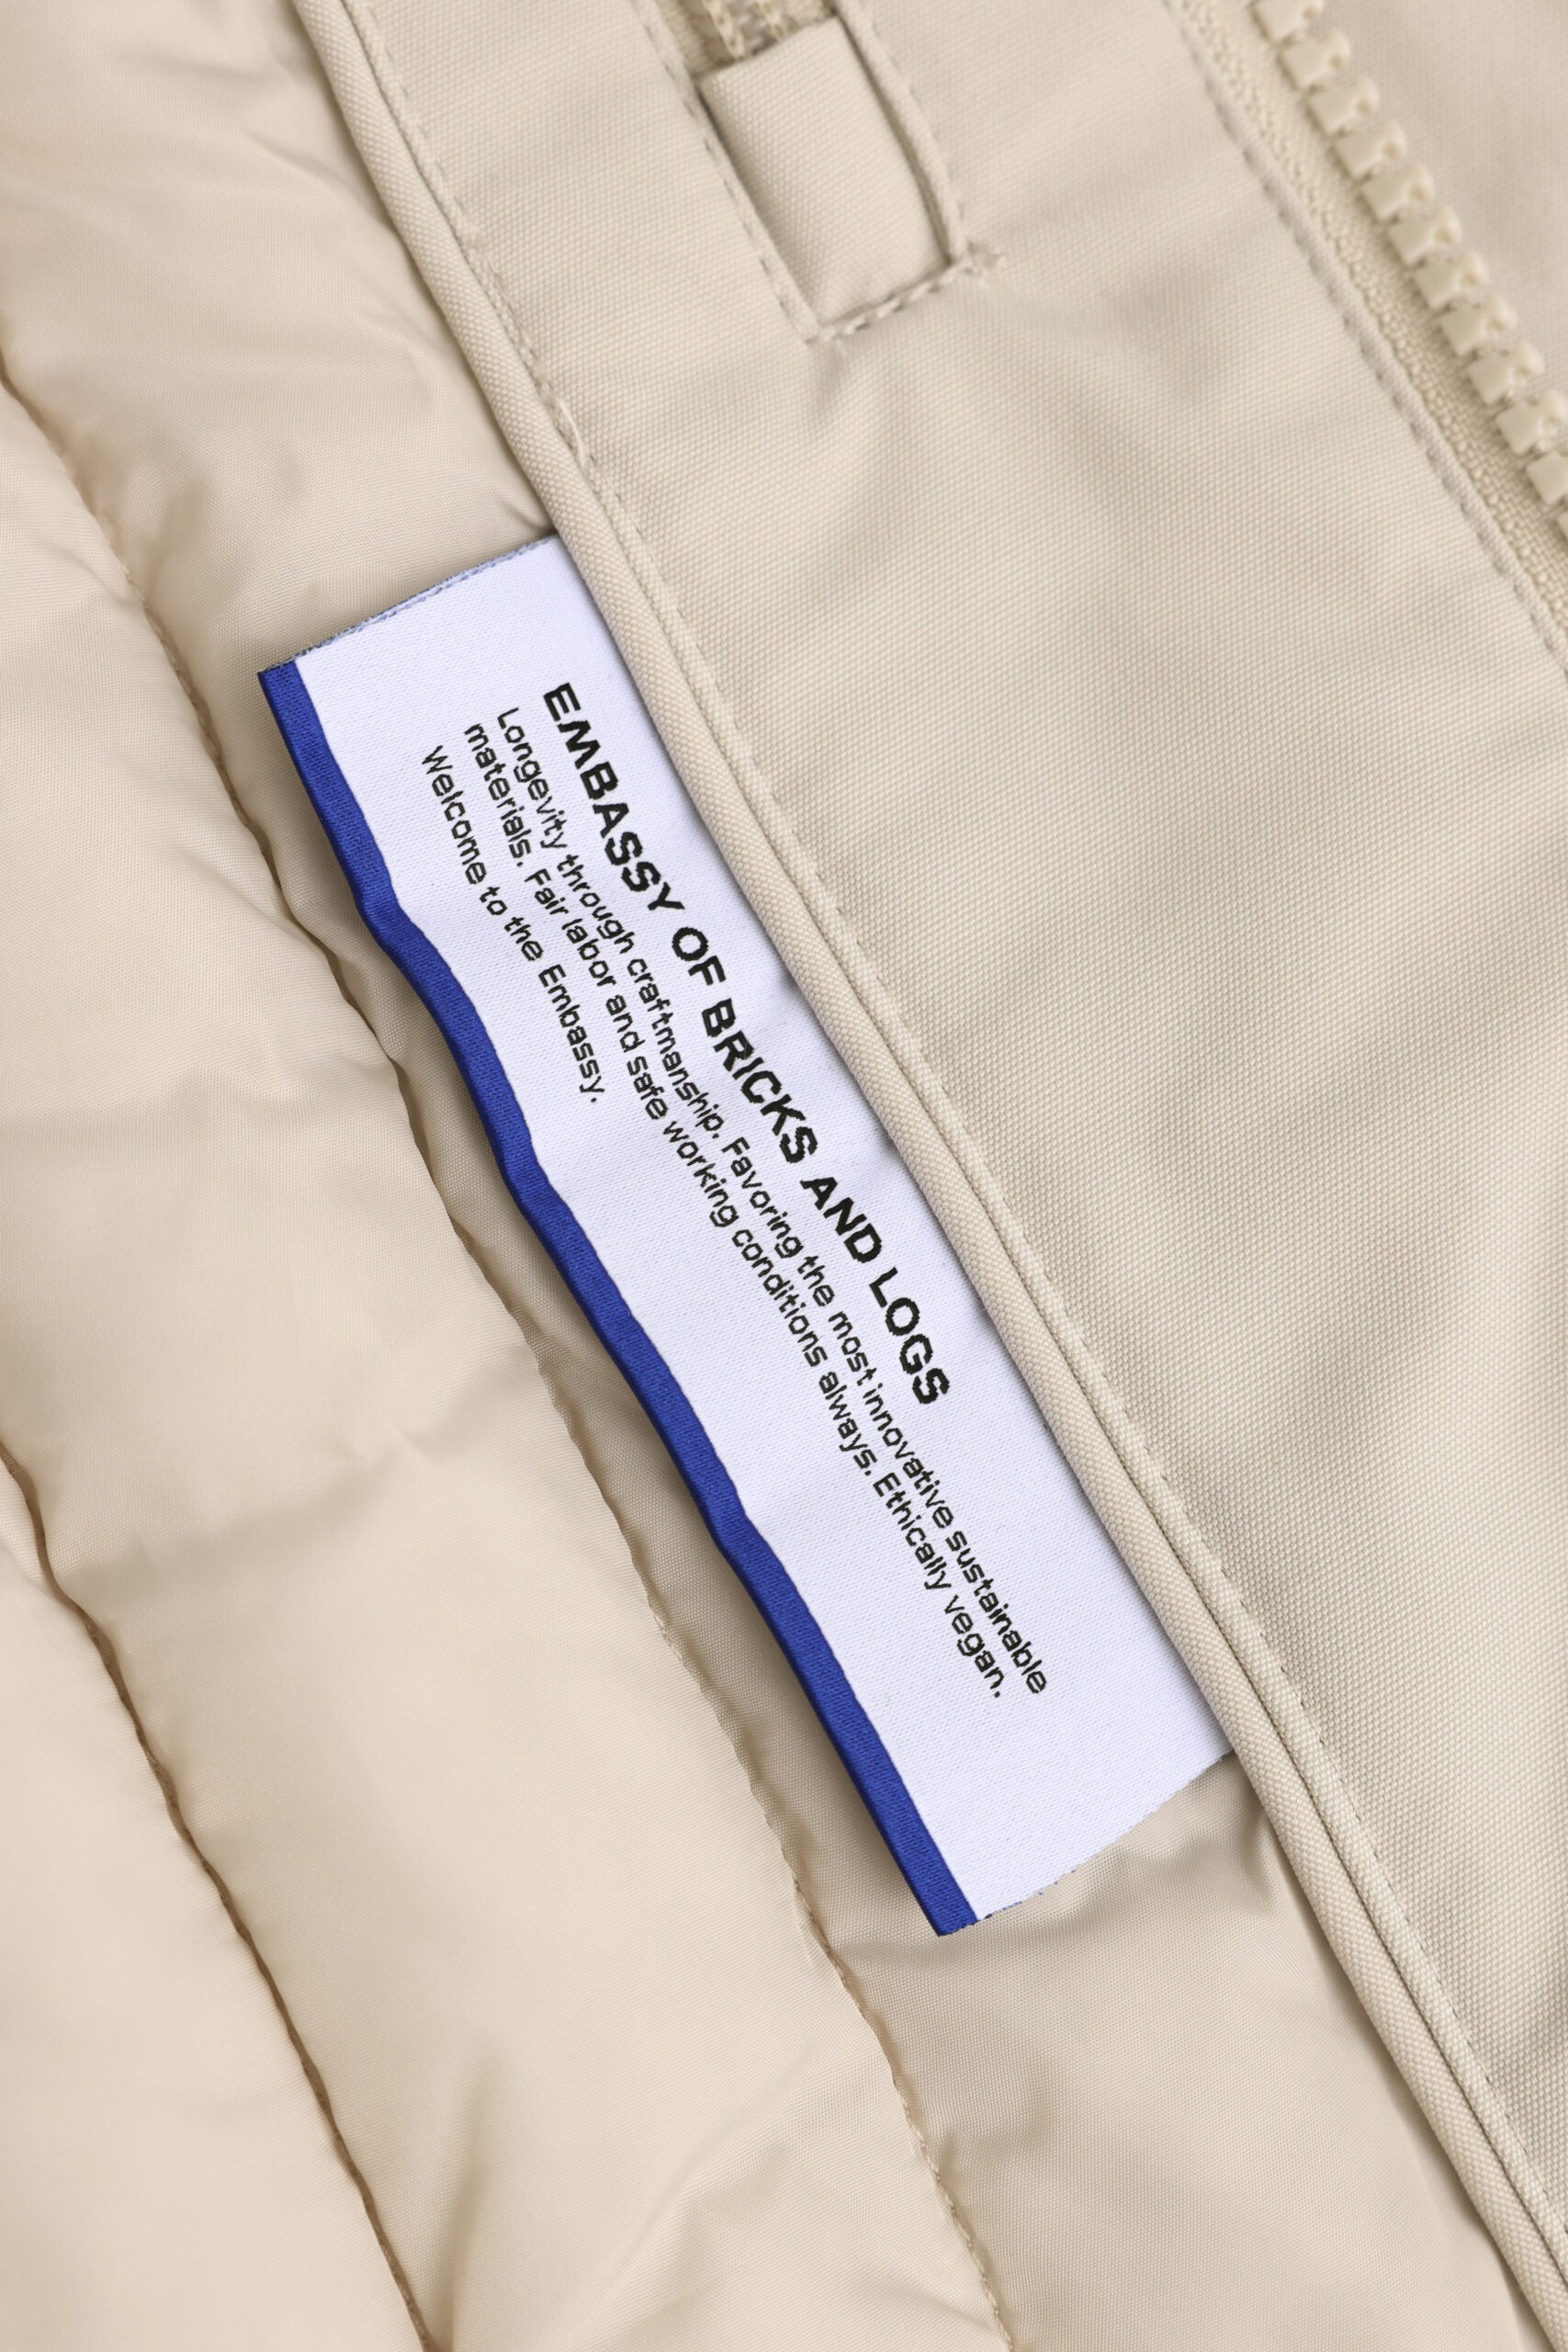 EMBASSY OF BRICKS AND LOGS
Longevity through craftmanship. Favoring the most innovative sustainable
materials. Fair labor and safe working conditions always. Ethically vegan.
Welcome to the Embassy.